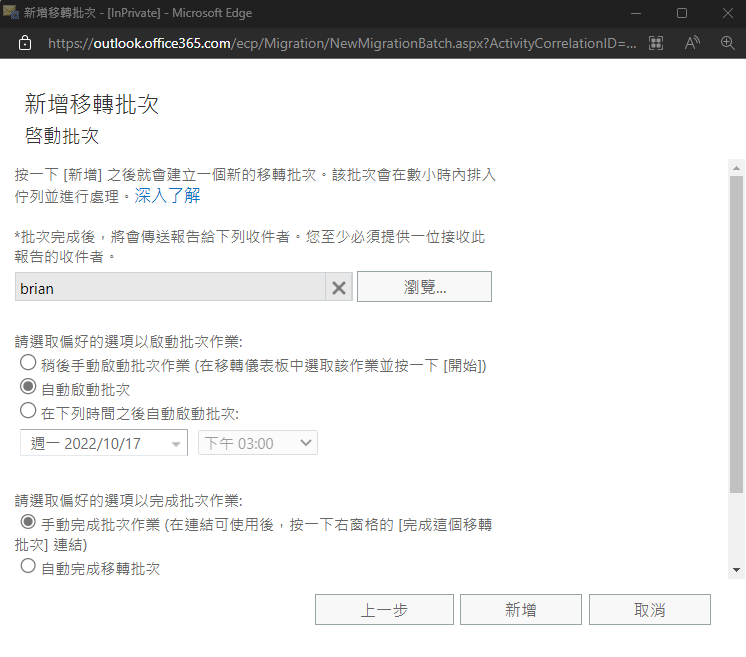 新增移轉批次 - [InPrivate] - Microsoft Edge
https://outlook.office365.com/ecp/Migration/NewMigrationBatch.aspx?ActivityCorrelationID=...
新增移轉批次
啓動批次
按一下 [新增] 之後就會建立一個新的移轉批次。該批次會在數小時內排入
佇列並進行處理。深入了解
*批次完成後，將會傳送報告給下列收件者。您至少必須提供一位接收此
報告的收件者。
brian
瀏覽...
請選取偏好的選項以啟動批次作業:
稍後手動啟動批次作業 (在移轉儀表板中選取該作業並按一下 [開始])
自動啟動批次
在下列時間之後自動啟動批次:
週一 2022/10/17 下午 03:00
請選取偏好的選項以完成批次作業:
手動完成批次作業 (在連結可使用後，按一下右窗格的 [完成這個移轉
批次] 連結)
自動完成移轉批次
上一步 新增 取消